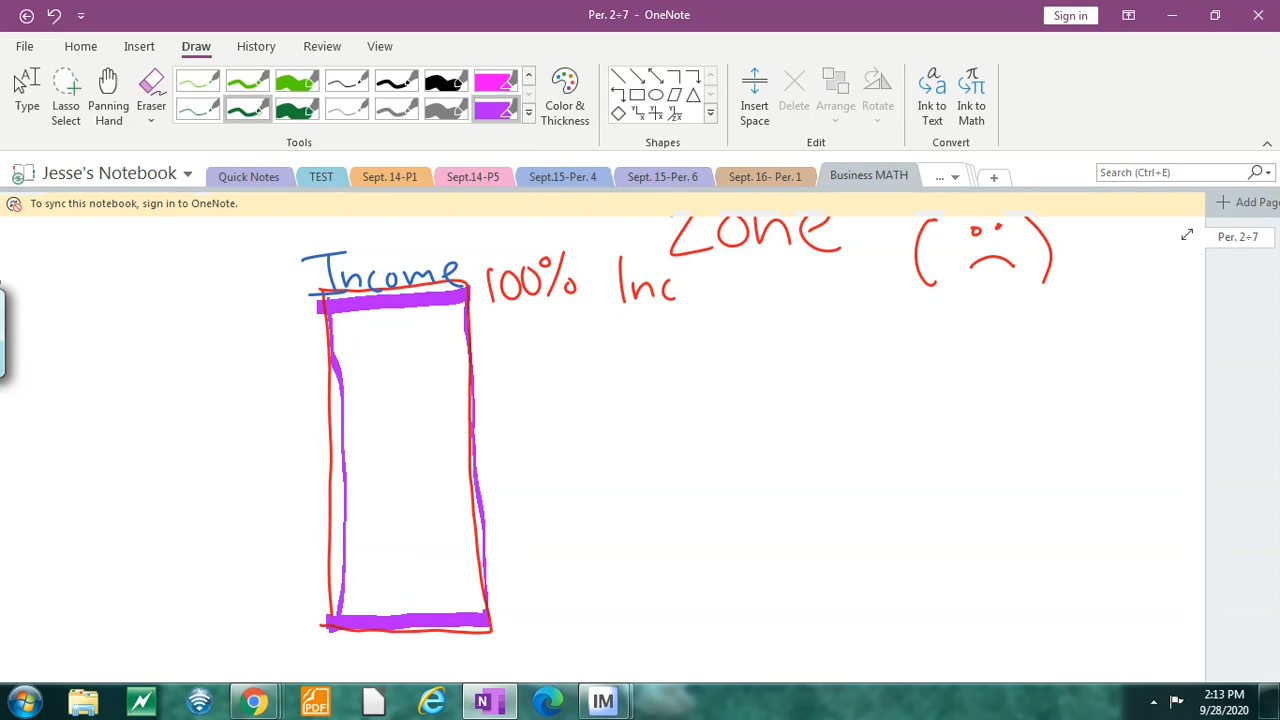 Per. 2÷7 - OneNote
Sign in
File Home Insert Draw History Review View
Type
Lasso Select
Panning Hand
Eraser
Color & Thickness
Insert Space
Delete
Arrange
Rotate
Ink to Text
Ink to Math
Tools
Shapes
Edit
Convert
Jesse's Notebook
Quick Notes
TEST
Sept. 14-P1
Sept.14-P5
Sept.15-Per. 4
Sept. 15-Per. 6
Sept. 16- Per. 1
Business MATH
...
Search (Ctrl+E)
To sync this notebook, sign in to OneNote.
Add Pag
Per. 2÷7
Zone
Income 100% Inc
PDF
IM
2:13 PM
9/28/2020